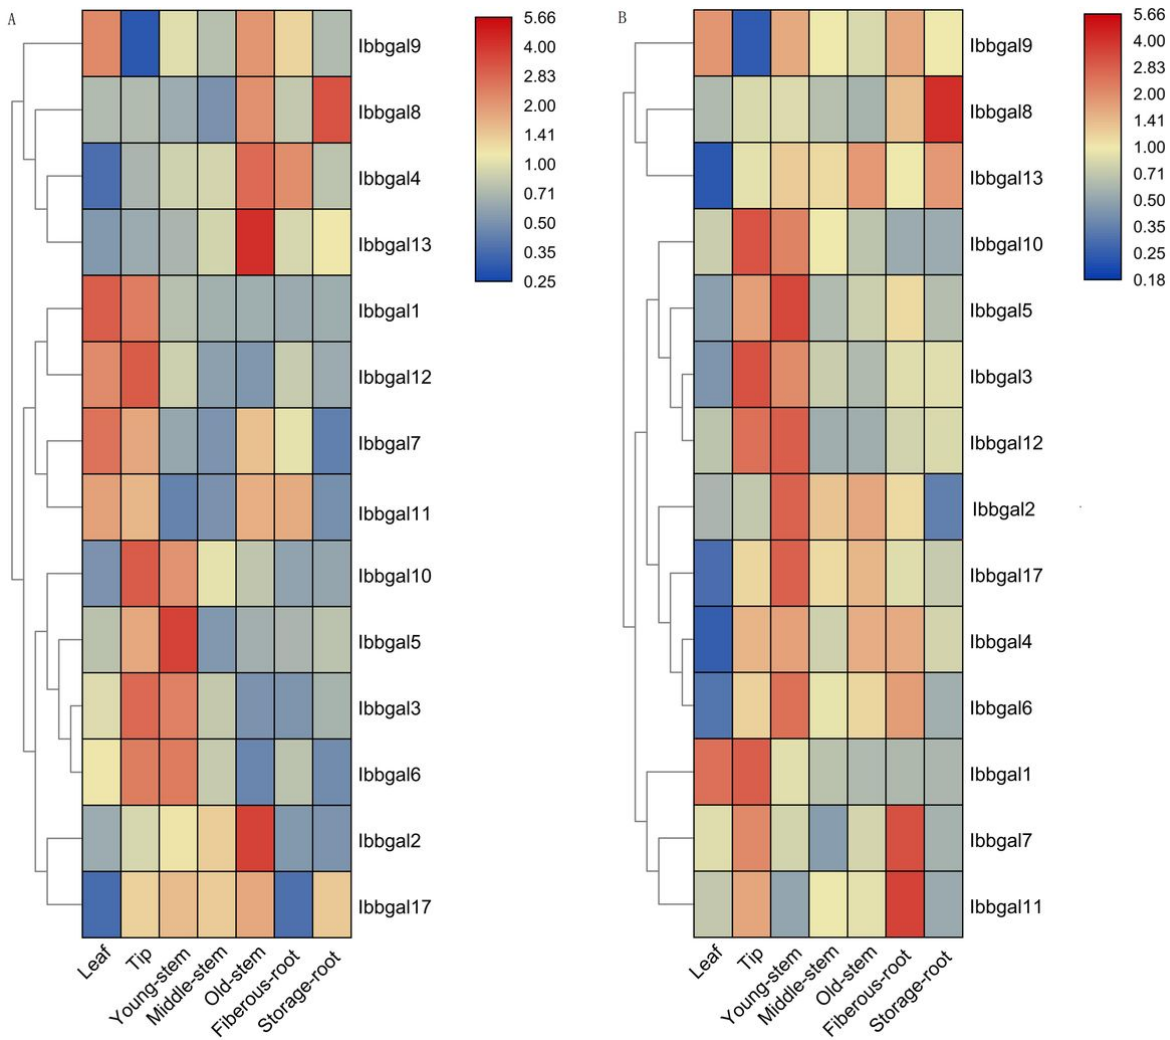 A
5.66
4.00
2.83
2.00
1.41
1.00
0.71
0.50
0.35
0.25
Ibbgal9
Ibbgal8
Ibbgal4
Ibbgal13
Ibbgal1
Ibbgal12
Ibbgal7
Ibbgal11
Ibbgal10
Ibbgal5
Ibbgal3
Ibbgal6
Ibbgal2
Ibbgal17
Leaf
Tip
Young-stem
Middle-stem
Old-stem
Fiberous-root
Storage-root
B
5.66
4.00
2.83
2.00
1.41
1.00
0.71
0.50
0.35
0.25
0.18
Ibbgal9
Ibbgal8
Ibbgal13
Ibbgal10
Ibbgal5
Ibbgal3
Ibbgal12
Ibbgal2
Ibbgal17
Ibbgal4
Ibbgal6
Ibbgal1
Ibbgal7
Ibbgal11
Leaf
Tip
Young-stem
Middle-stem
Old-stem
Fiberous-root
Storage-root